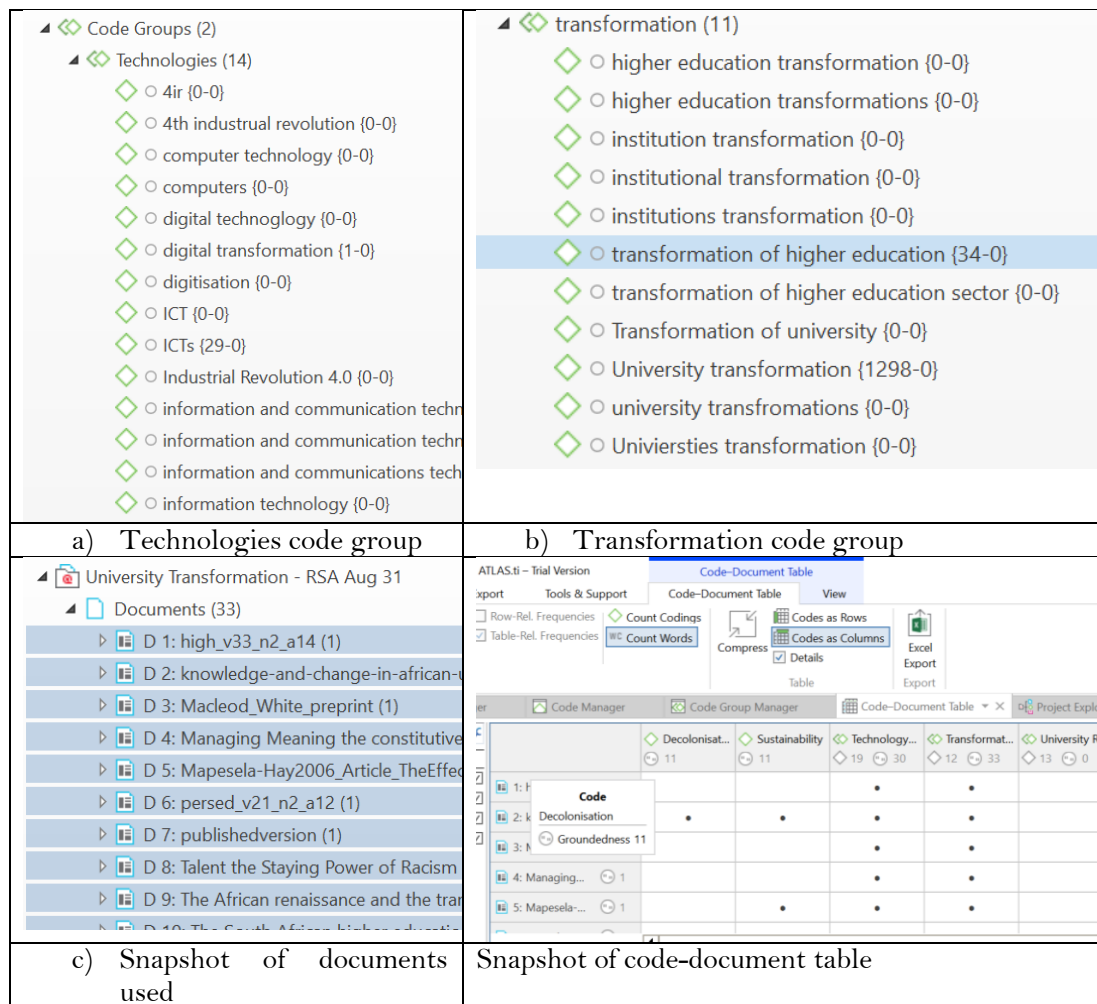 Code Groups (2)
Technologies (14)
4ir {0-0}
4th industrual revolution {0-0}
computer technology {0-0}
computers {0-0}
digital technoglogy {0-0}
digital transformation {1-0}
digitisation {0-0}
ICT {0-0}
ICTs {29-0}
Industrial Revolution 4.0 {0-0}
information and communication techn
information and communication techn
information and communications tech
information technology {0-0}
a) Technologies code group
transformation (11)
higher education transformation {0-0}
higher education transformations {0-0}
institution transformation {0-0}
institutional transformation {0-0}
institutions transformation {0-0}
transformation of higher education {34-0}
transformation of higher education sector {0-0}
Transformation of university {0-0}
University transformation {1298-0}
university transfromations {0-0}
Univiersties transformation {0-0}
b) Transformation code group
University Transformation - RSA Aug 31
Documents (33)
D 1: high_v33_n2_a14 (1)
D 2: knowledge-and-change-in-african-u
D 3: Macleod_White_preprint (1)
D 4: Managing Meaning the constitutive
D 5: Mapesela-Hay2006_Article_TheEffec
D 6: persed_v21_n2_a12 (1)
D 7: publishedversion (1)
D 8: Talent the Staying Power of Racism
D 9: The African renaissance and the tran
D 10: The South African higher educatio
c) Snapshot of documents
used
ATLAS.ti – Trial Version Code–Document Table
xport Tools & Support Code–Document Table View
Row-Rel. Frequencies Count Codings Codes as Rows
Table-Rel. Frequencies WC Count Words Compress Codes as Columns Excel
Details Export
Table Export
er Code Manager Code Group Manager Code–Document Table Project Explo
Decolonisat... Sustainability Technology... Transformat... University R
11 11 19 30 12 33 13 0
1: h
Code
2: k Decolonisation
Groundedness 11
3: M
4: Managing... 1
5: Mapesela-... 1
Snapshot of code-document table